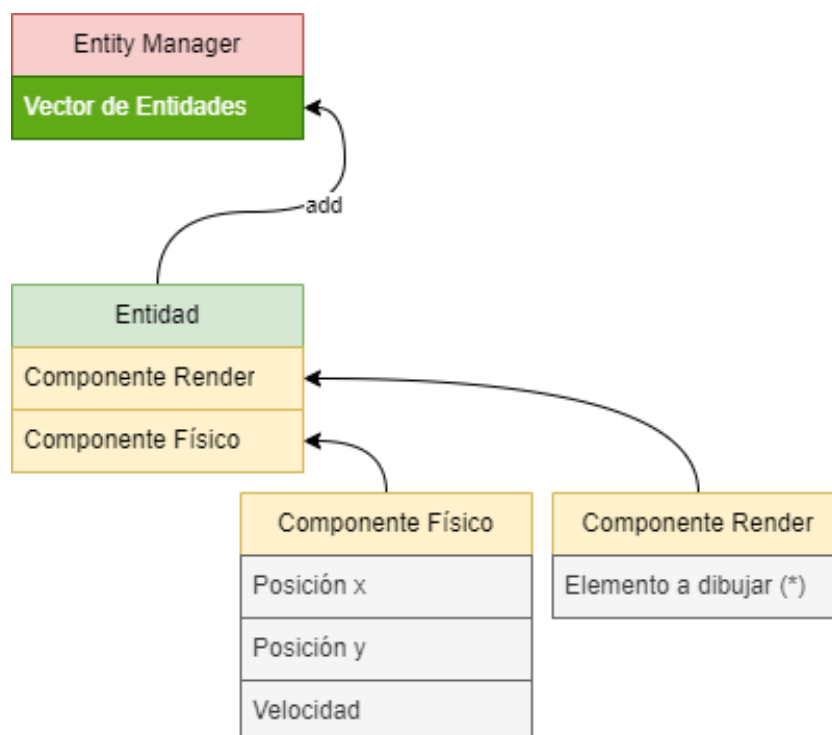 Entity Manager
Vector de Entidades
add
Entidad
Componente Render
Componente Físico
Componente Físico
Posición x
Posición y
Velocidad
Componente Render
Elemento a dibujar (*)